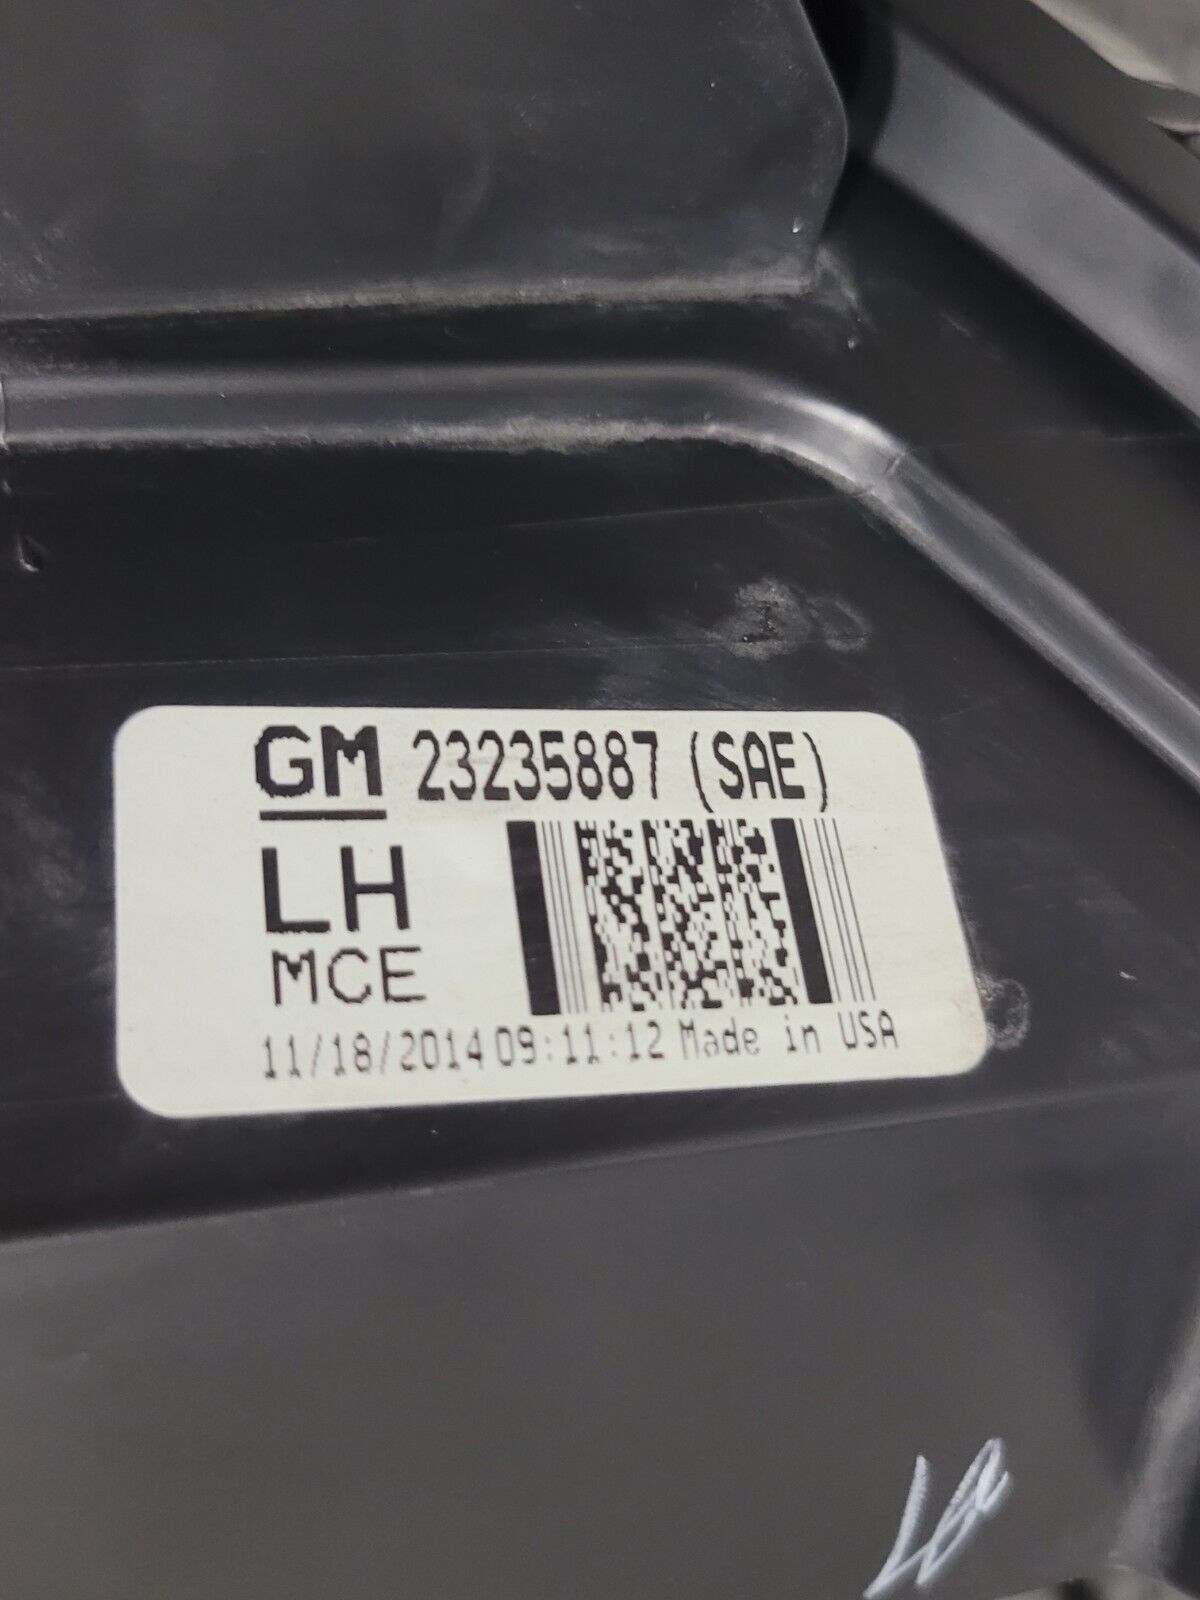 GM 23235887 (SAE)
LH
MCE
11/18/2014 09:11:12 Made in USA